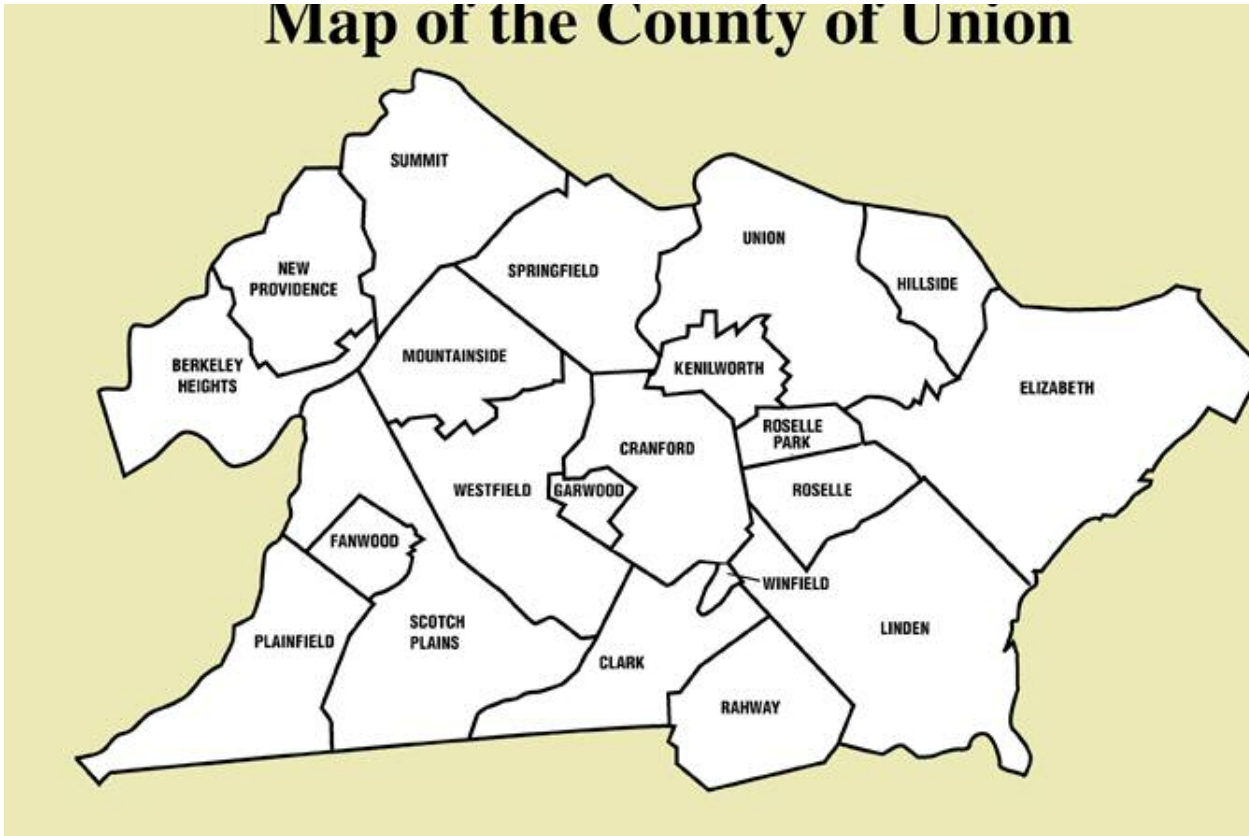 Map of the County of Union
SUMMIT
UNION
NEW
PROVIDENCE
SPRINGFIELD
HILLSIDE
BERKELEY
HEIGHTS
MOUNTAINSIDE
KENILWORTH
ELIZABETH
ROSELLE
PARK
CRANFORD
WESTFIELD
GARWOOD
ROSELLE
FANWOOD
WINFIELD
SCOTCH
PLAINS
PLAINFIELD
LINDEN
CLARK
RAHWAY